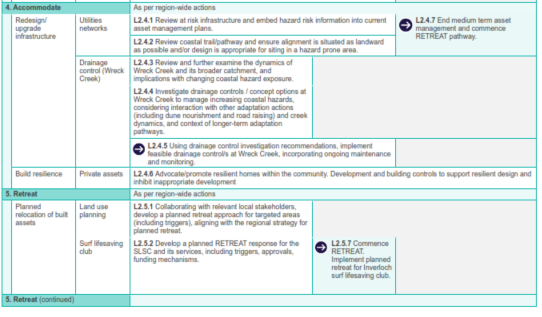 4. Accommodate
As per region-wide actions
Redesign/
upgrade
infrastructure
Utilities
networks
L2.4.1 Review at risk infrastructure and embed hazard risk information into current
asset management plans.
L2.4.2 Review coastal trail/pathway and ensure alignment is situated as landward
as possible and/or design is appropriate for siting in a hazard prone area.
L2.4.7 End medium term asset
management and commence
RETREAT pathway.
Drainage
control (Wreck
Creek)
L2.4.3 Review and further examine the dynamics of
Wreck Creek and its broader catchment, and
implications with changing coastal hazard exposure.
L2.4.4 Investigate drainage controls / concept options at
Wreck Creek to manage increasing coastal hazards,
considering interaction with other adaptation actions
(including dune nourishment and road raising) and creek
dynamics, and context of longer-term adaptation
pathways.
L2.4.5 Using drainage control investigation recommendations, implement
feasible drainage control/s at Wreck Creek, incorporating ongoing maintenance
and monitoring.
Build resilience
Private assets
L2.4.6 Advocate/promote resilient homes within the community. Development and building controls to support resilient design and
inhibit inappropriate development
5. Retreat
As per region-wide actions
Planned
relocation of built
assets
Land use
planning
L2.5.1 Collaborating with relevant local stakeholders,
develop a planned retreat approach for targeted areas
(including triggers), aligning with the regional strategy for
planned retreat.
Surf lifesaving
club
L2.5.2 Develop a planned RETREAT response for the
SLSC and its services, including triggers, approvals,
funding mechanisms.
L2.5.7 Commence
RETREAT.
Implement planned
retreat for Inverloch
surf lifesaving club.
5. Retreat (continued)